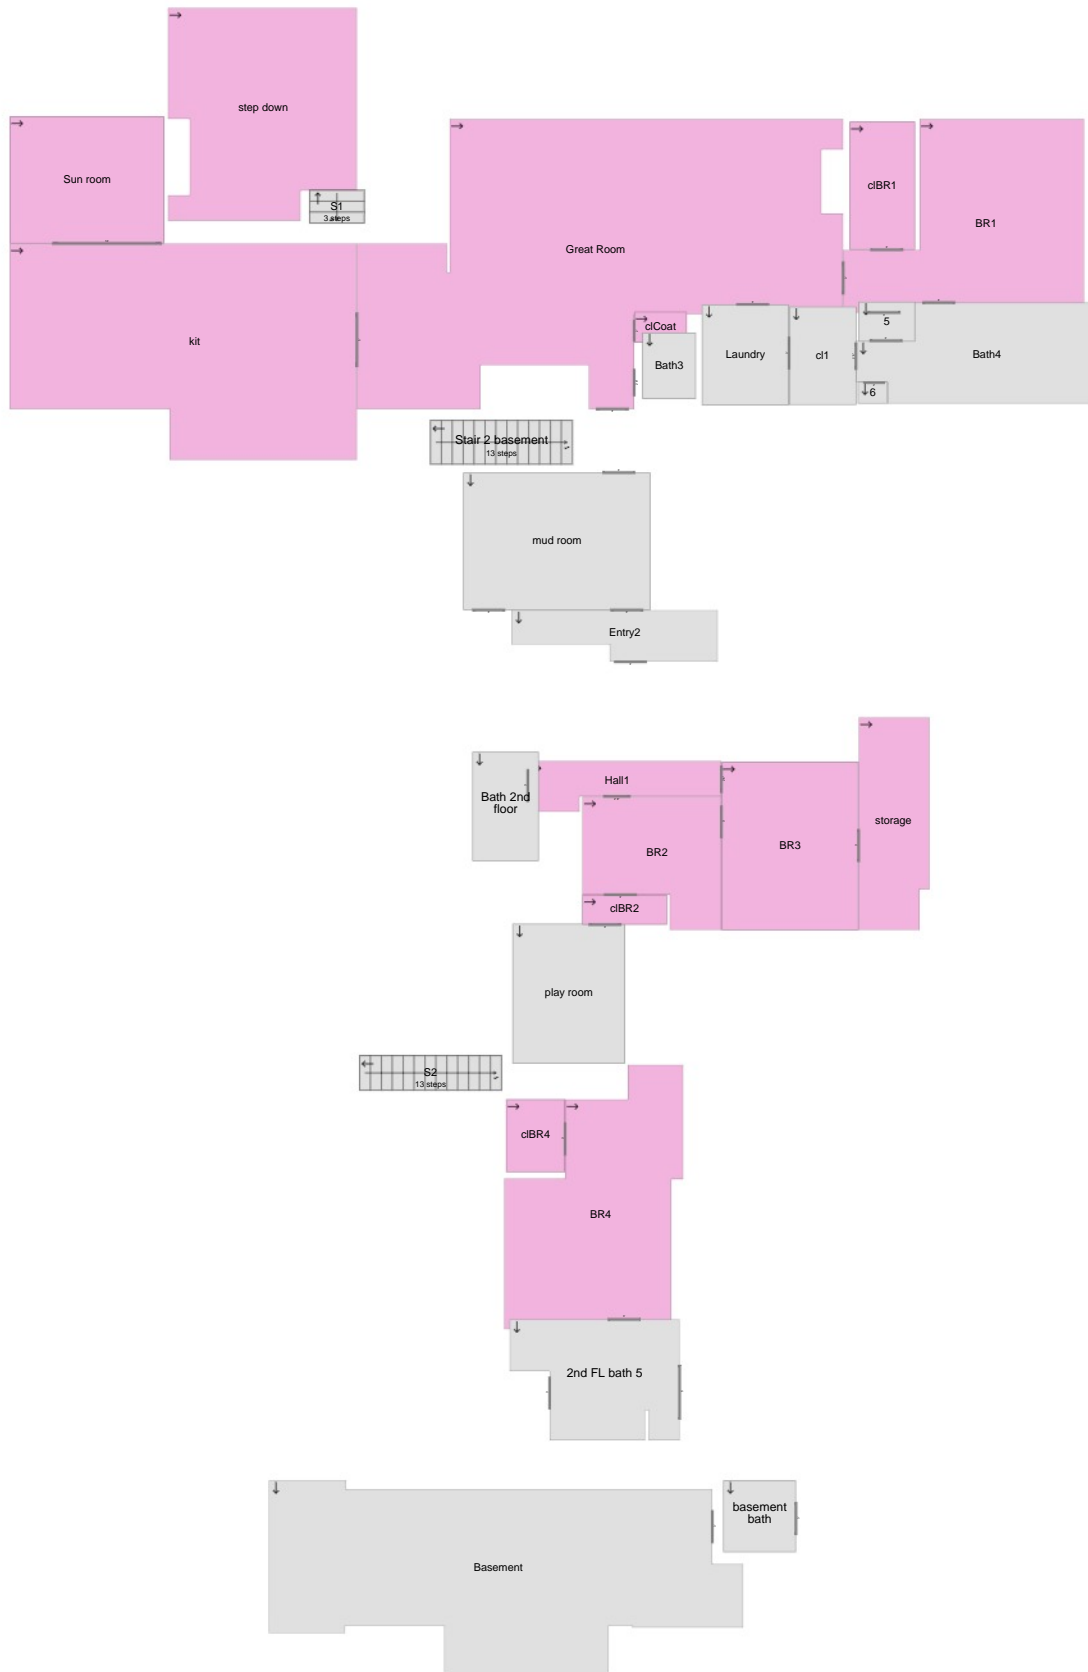 step down
Sun room
S1
3 steps
clBR1
BR1
Great Room
kit
clCoat
Bath3
Laundry
cl1
5
Bath4
6
Stair 2 basement
13 steps
mud room
Entry2
Hall1
Bath 2nd
floor
storage
BR2
BR3
clBR2
play room
S2
13 steps
clBR4
BR4
2nd FL bath 5
basement
bath
Basement